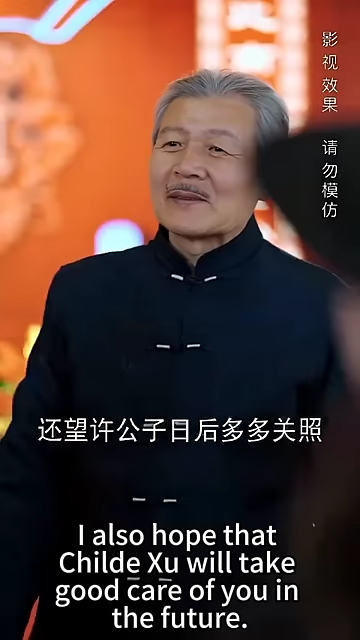 影视效果 请勿模仿
还望许公子日后多多关照
I also hope that
Childe Xu will take
good care of you in
the future.